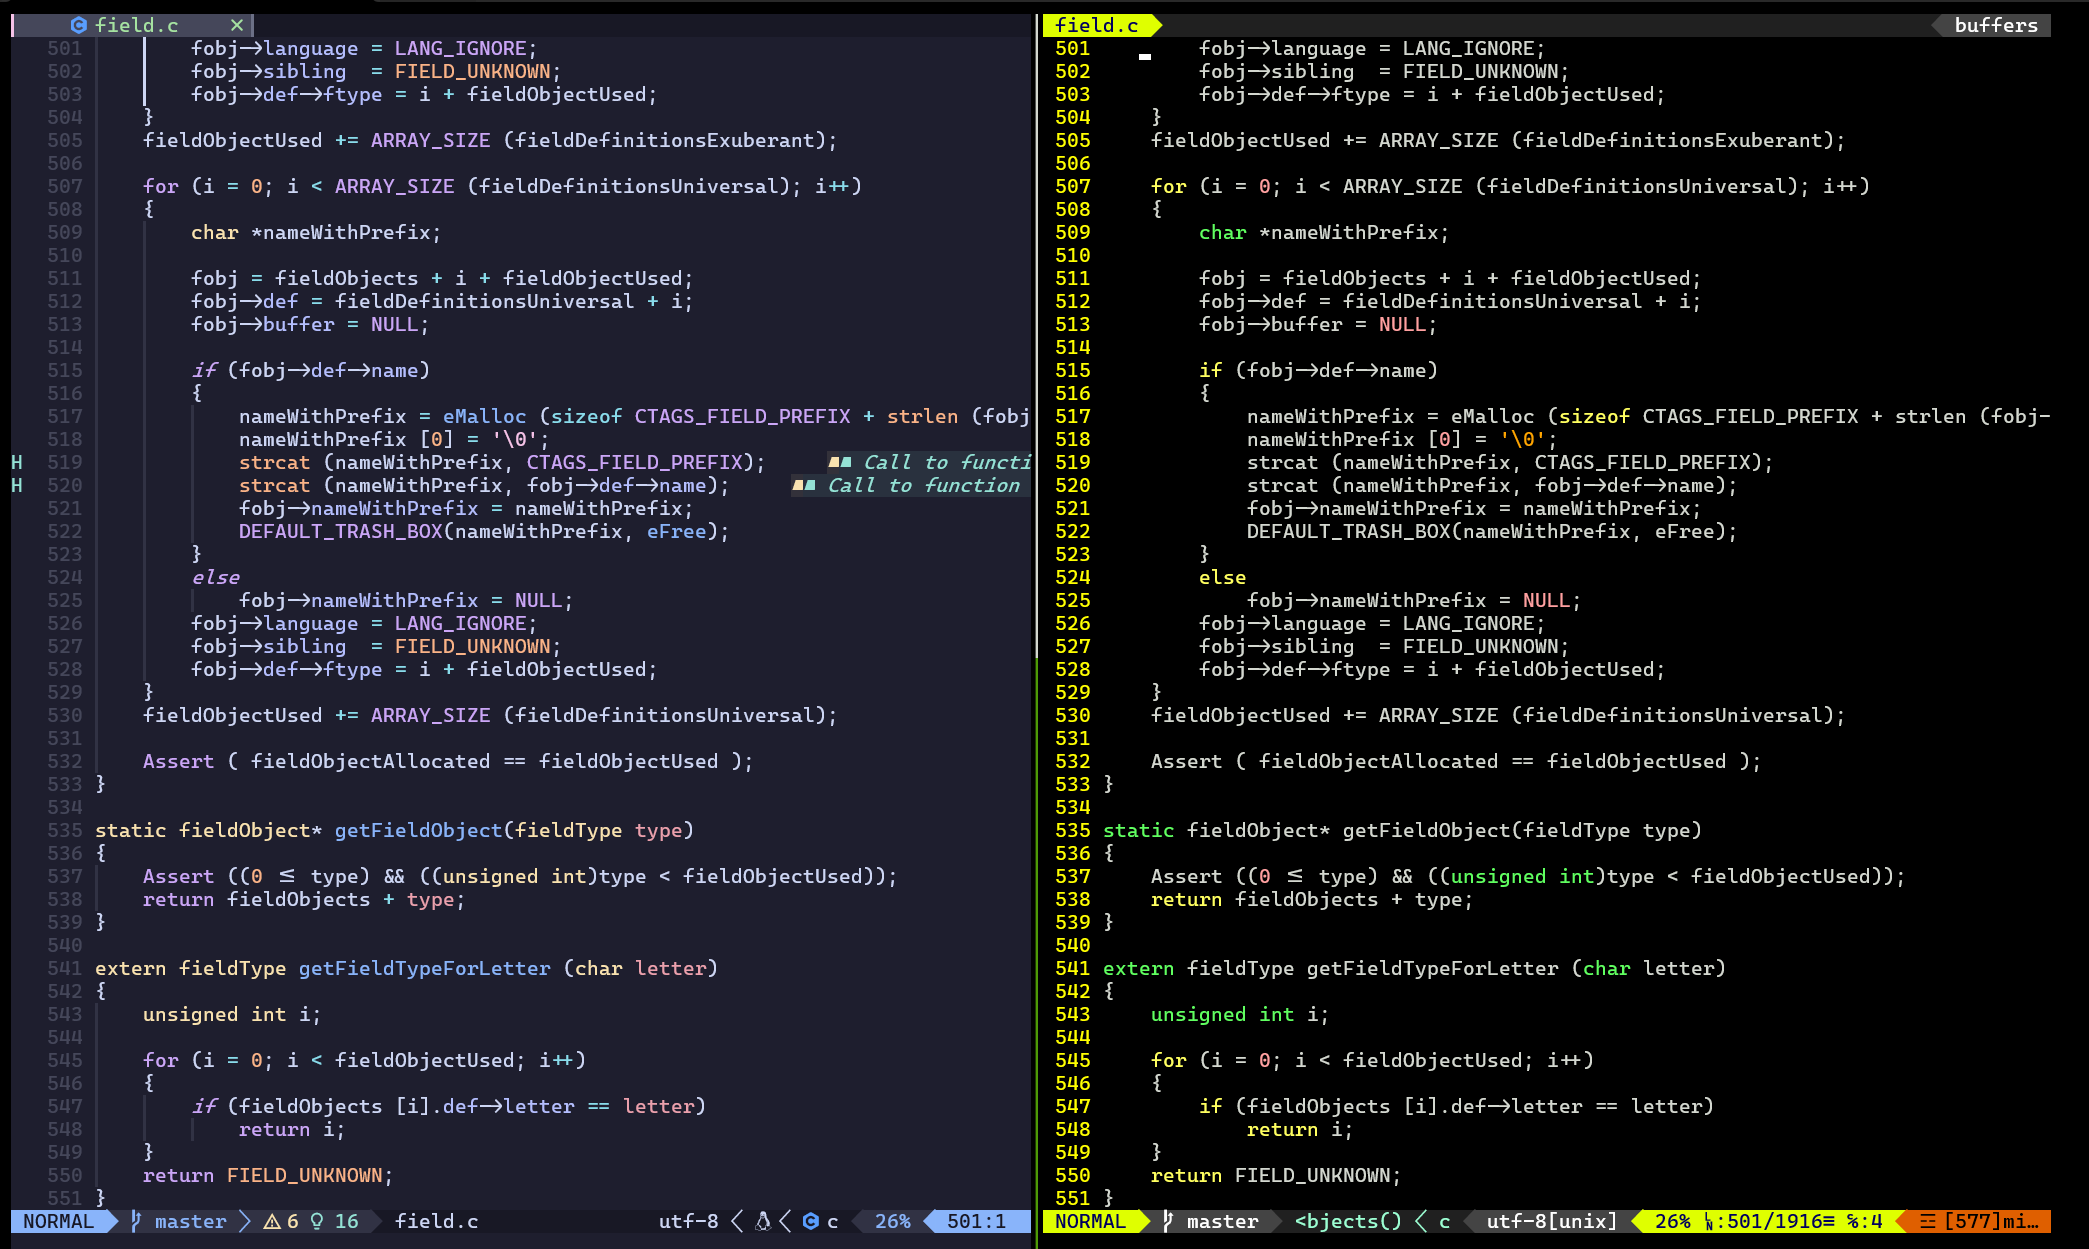 field.c ✕
501 fobj->language = LANG_IGNORE;
502 fobj->sibling  = FIELD_UNKNOWN;
503 fobj->def->ftype = i + fieldObjectUsed;
504 }
505 fieldObjectUsed += ARRAY_SIZE (fieldDefinitionsExuberant);
506
507 for (i = 0; i < ARRAY_SIZE (fieldDefinitionsUniversal); i++)
508 {
509 char *nameWithPrefix;
510
511 fobj = fieldObjects + i + fieldObjectUsed;
512 fobj->def = fieldDefinitionsUniversal + i;
513 fobj->buffer = NULL;
514
515 if (fobj->def->name)
516 {
517 nameWithPrefix = eMalloc (sizeof CTAGS_FIELD_PREFIX + strlen (fobj
518 nameWithPrefix [0] = '\0';
H 519 strcat (nameWithPrefix, CTAGS_FIELD_PREFIX); Call to functi
H 520 strcat (nameWithPrefix, fobj->def->name); Call to function
521 fobj->nameWithPrefix = nameWithPrefix;
522 DEFAULT_TRASH_BOX(nameWithPrefix, eFree);
523 }
524 else
525 fobj->nameWithPrefix = NULL;
526 fobj->language = LANG_IGNORE;
527 fobj->sibling  = FIELD_UNKNOWN;
528 fobj->def->ftype = i + fieldObjectUsed;
529 }
530 fieldObjectUsed += ARRAY_SIZE (fieldDefinitionsUniversal);
531
532 Assert ( fieldObjectAllocated == fieldObjectUsed );
533 }
534
535 static fieldObject* getFieldObject(fieldType type)
536 {
537 Assert ((0 <= type) && ((unsigned int)type < fieldObjectUsed));
538 return fieldObjects + type;
539 }
540
541 extern fieldType getFieldTypeForLetter (char letter)
542 {
543 unsigned int i;
544
545 for (i = 0; i < fieldObjectUsed; i++)
546 {
547 if (fieldObjects [i].def->letter == letter)
548 return i;
549 }
550 return FIELD_UNKNOWN;
551 }
NORMAL master 6 16 field.c utf-8 c 26% 501:1
field.c buffers
501 fobj->language = LANG_IGNORE;
502 fobj->sibling  = FIELD_UNKNOWN;
503 fobj->def->ftype = i + fieldObjectUsed;
504 }
505 fieldObjectUsed += ARRAY_SIZE (fieldDefinitionsExuberant);
506
507 for (i = 0; i < ARRAY_SIZE (fieldDefinitionsUniversal); i++)
508 {
509 char *nameWithPrefix;
510
511 fobj = fieldObjects + i + fieldObjectUsed;
512 fobj->def = fieldDefinitionsUniversal + i;
513 fobj->buffer = NULL;
514
515 if (fobj->def->name)
516 {
517 nameWithPrefix = eMalloc (sizeof CTAGS_FIELD_PREFIX + strlen (fobj-
518 nameWithPrefix [0] = '\0';
519 strcat (nameWithPrefix, CTAGS_FIELD_PREFIX);
520 strcat (nameWithPrefix, fobj->def->name);
521 fobj->nameWithPrefix = nameWithPrefix;
522 DEFAULT_TRASH_BOX(nameWithPrefix, eFree);
523 }
524 else
525 fobj->nameWithPrefix = NULL;
526 fobj->language = LANG_IGNORE;
527 fobj->sibling  = FIELD_UNKNOWN;
528 fobj->def->ftype = i + fieldObjectUsed;
529 }
530 fieldObjectUsed += ARRAY_SIZE (fieldDefinitionsUniversal);
531
532 Assert ( fieldObjectAllocated == fieldObjectUsed );
533 }
534
535 static fieldObject* getFieldObject(fieldType type)
536 {
537 Assert ((0 <= type) && ((unsigned int)type < fieldObjectUsed));
538 return fieldObjects + type;
539 }
540
541 extern fieldType getFieldTypeForLetter (char letter)
542 {
543 unsigned int i;
544
545 for (i = 0; i < fieldObjectUsed; i++)
546 {
547 if (fieldObjects [i].def->letter == letter)
548 return i;
549 }
550 return FIELD_UNKNOWN;
551 }
NORMAL master <bjects() c utf-8[unix] 26% ␤:501/1916≡ ℅:4 ☲ [577]mi…